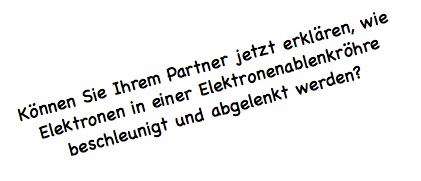 Können Sie Ihrem Partner jetzt erklären, wie
Elektronen in einer Elektronenablenkröhre
beschleunigt und abgelenkt werden?